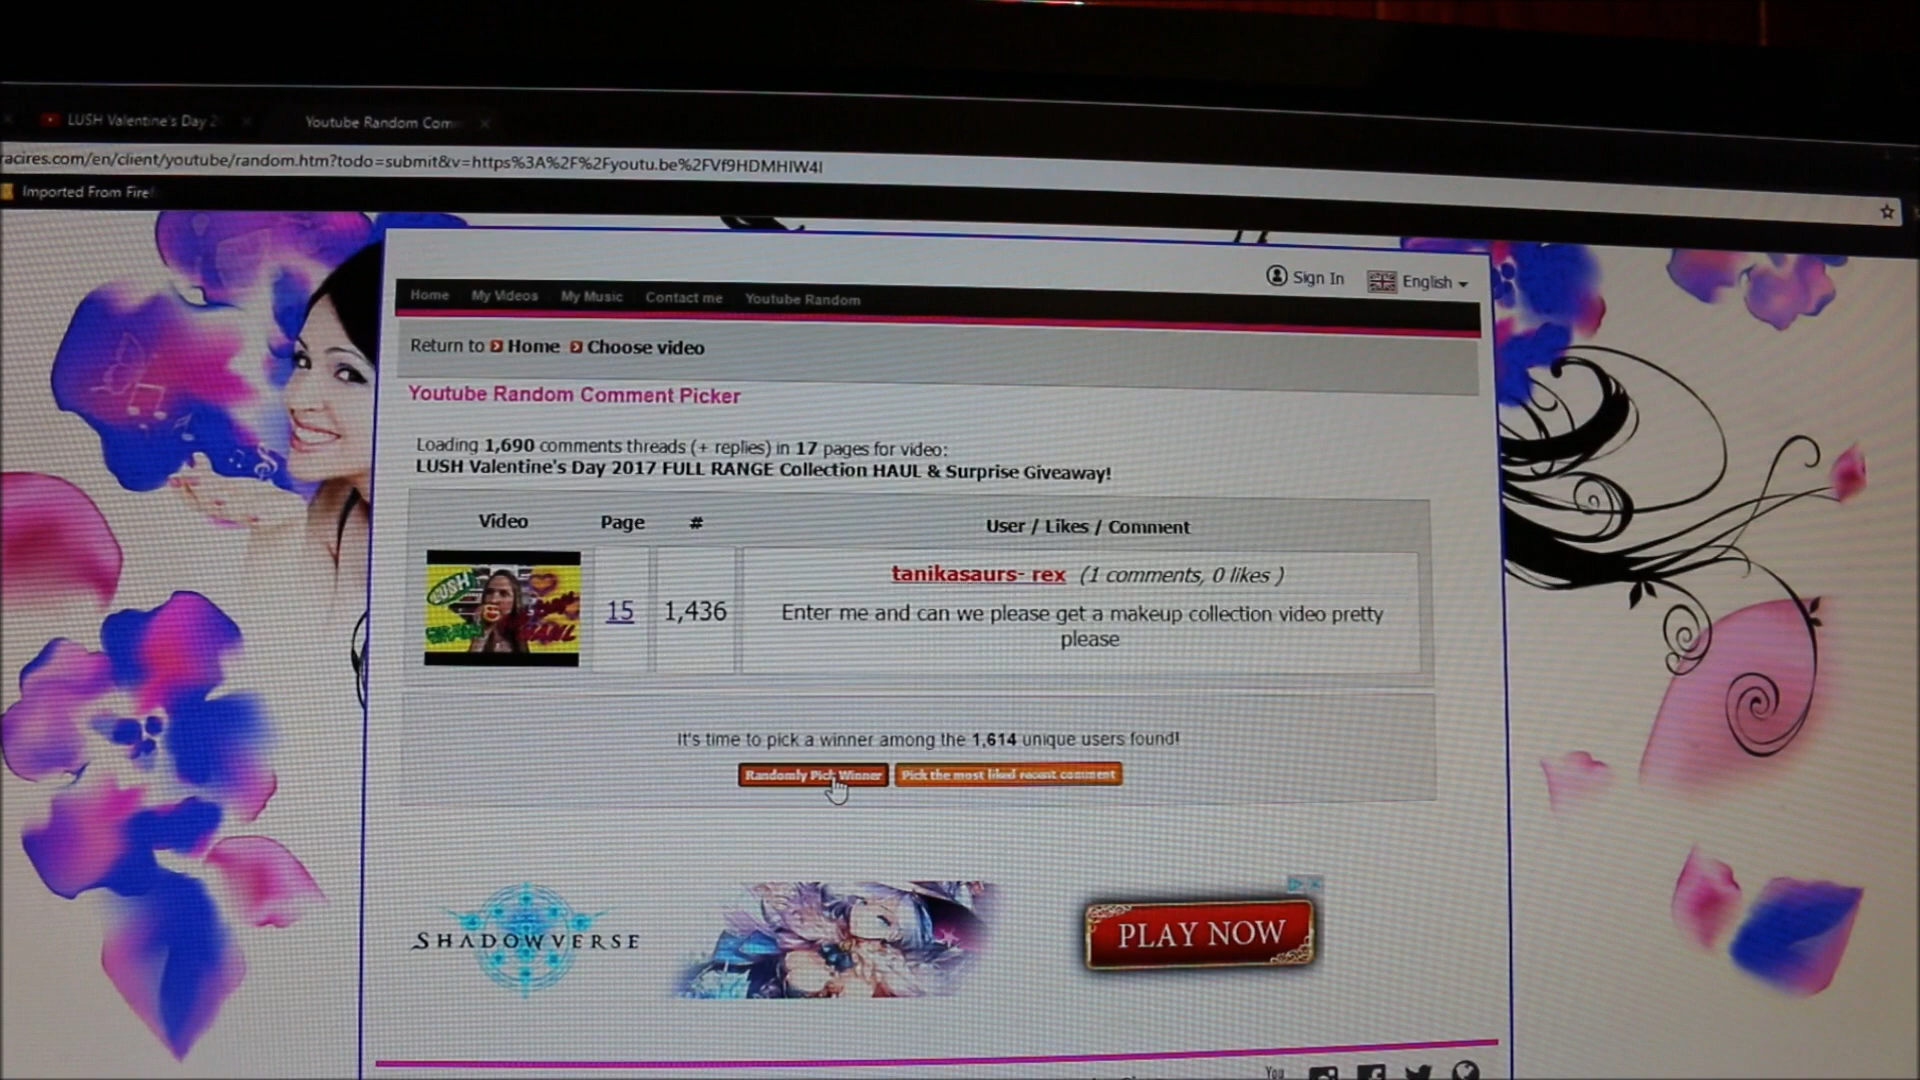 LUSH Valentine's Day 2
Youtube Random Com
racires.com/en/client/youtube/random.htm?todo=submit&v=https%3A%2F%2Fyoutu.be%2FVf9HDMHIW4I
Imported From Fire
Sign In English
Home My Videos My Music Contact me Youtube Random
Return to Home Choose video
Youtube Random Comment Picker
Loading 1,690 comments threads (+ replies) in 17 pages for video:
LUSH Valentine's Day 2017 FULL RANGE Collection HAUL & Surprise Giveaway!
Video Page # User / Likes / Comment
LUSH
15 1,436
tanikasaurs- rex (1 comments, 0 likes )
Enter me and can we please get a makeup collection video pretty
please
It's time to pick a winner among the 1,614 unique users found!
Randomly Pick Winner Pick the most liked recent comment
SHADOWVERSE
PLAY NOW
You